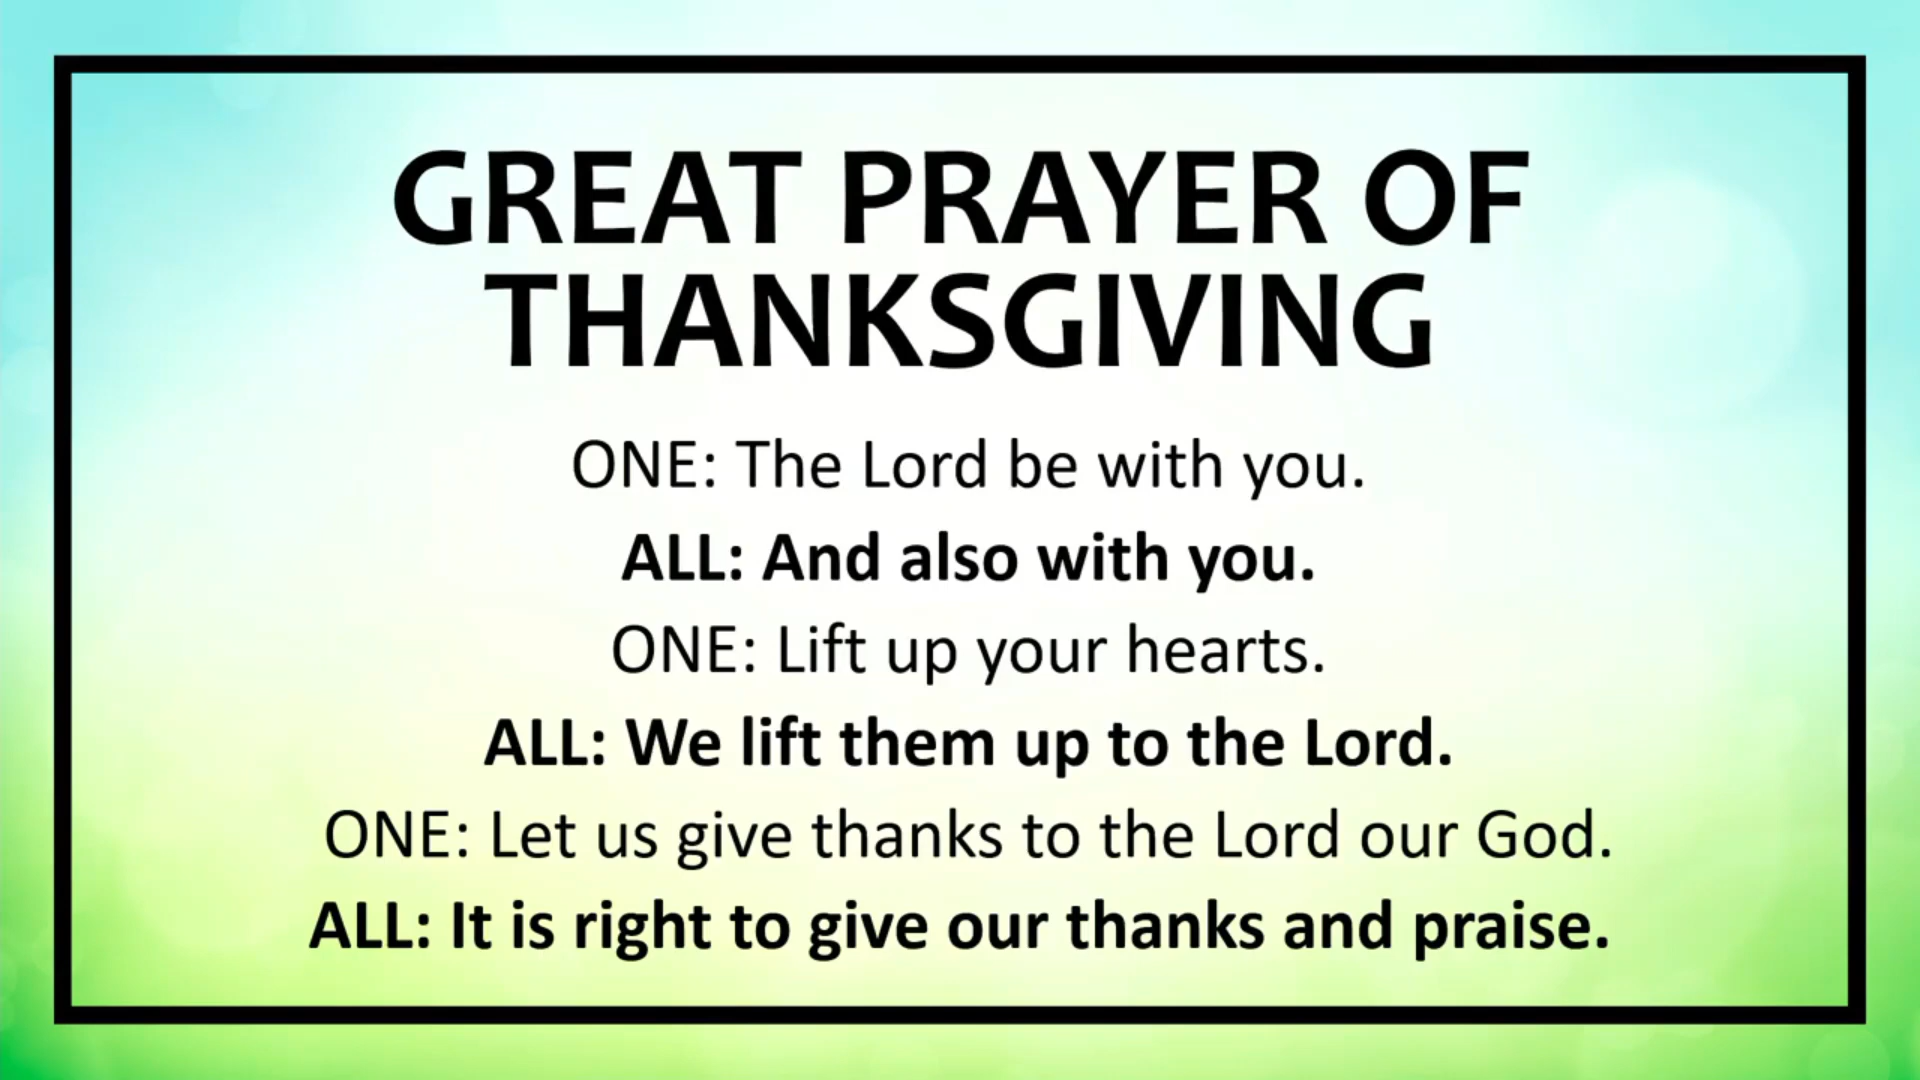 GREAT PRAYER OF
THANKSGIVING
ONE: The Lord be with you.
ALL: And also with you.
ONE: Lift up your hearts.
ALL: We lift them up to the Lord.
ONE: Let us give thanks to the Lord our God.
ALL: It is right to give our thanks and praise.